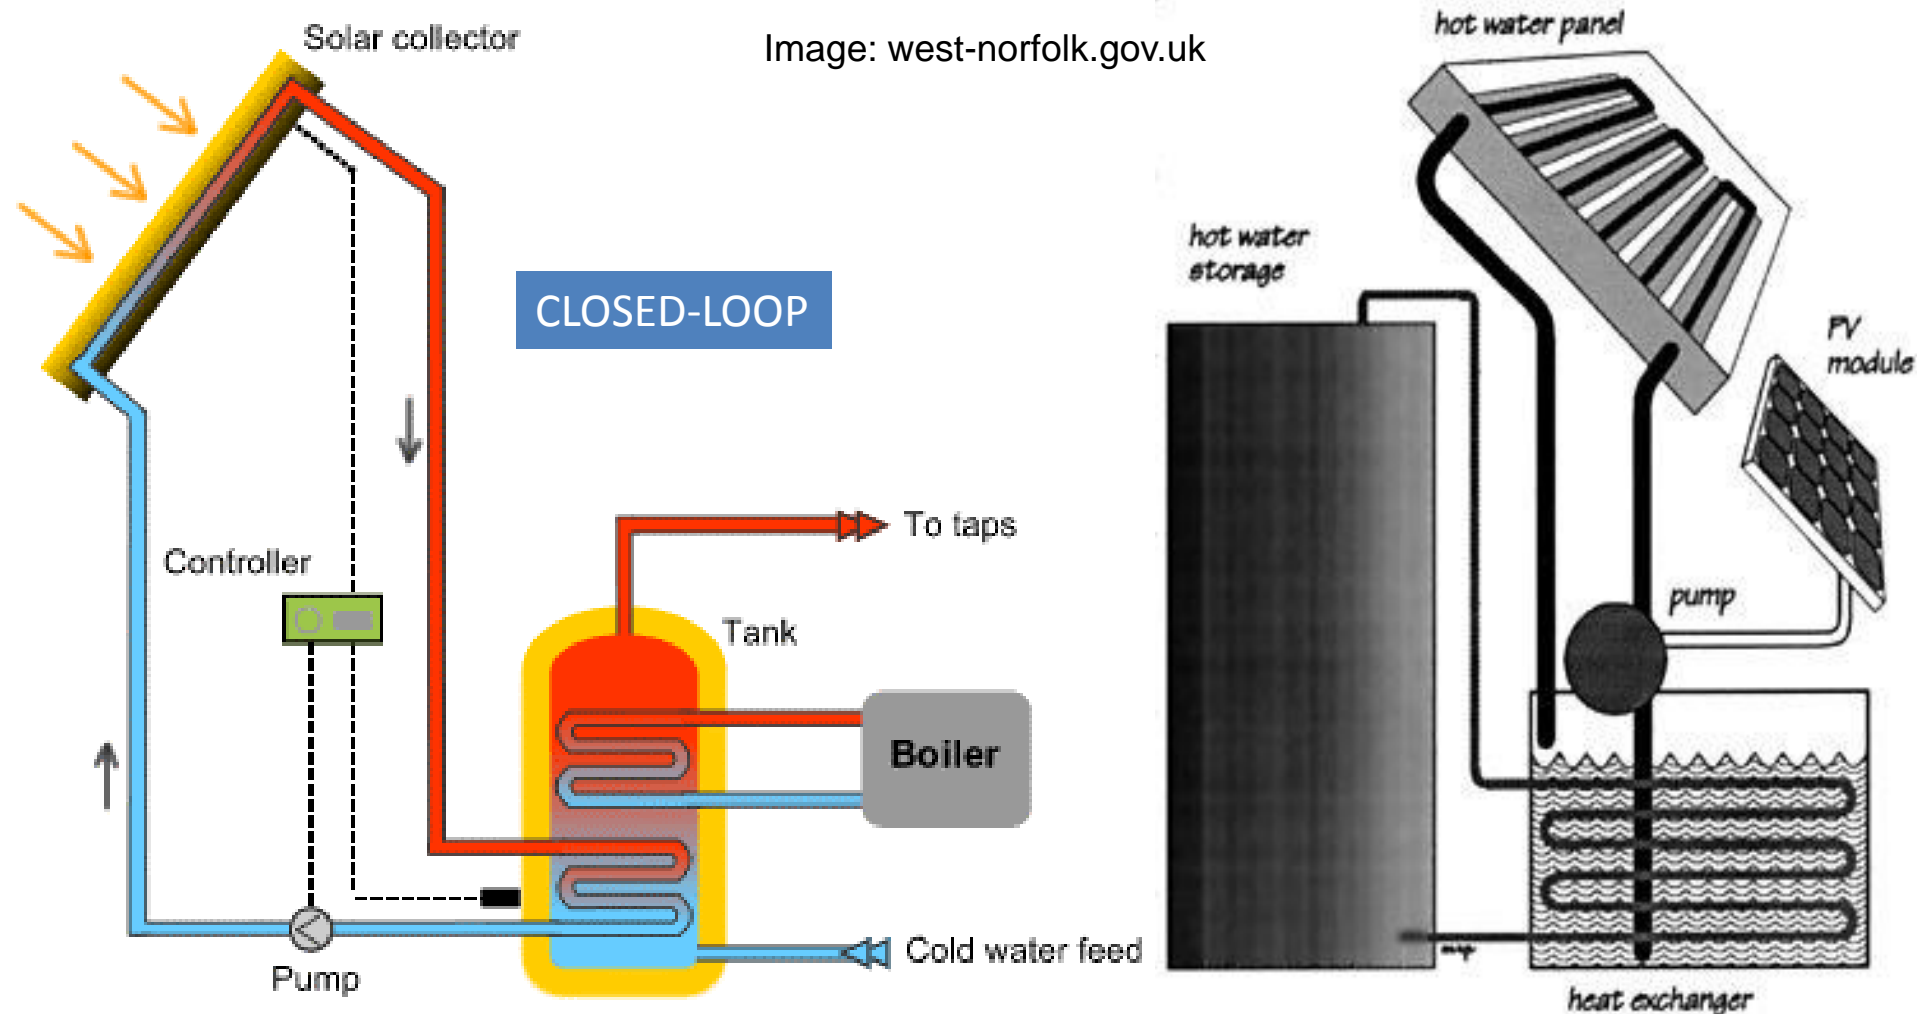 Solar collector
Image: west-norfolk.gov.uk
CLOSED-LOOP
Controller
To taps
Tank
Boiler
Cold water feed
Pump
hot water panel
hot water
storage
PV
module
pump
heat exchanger